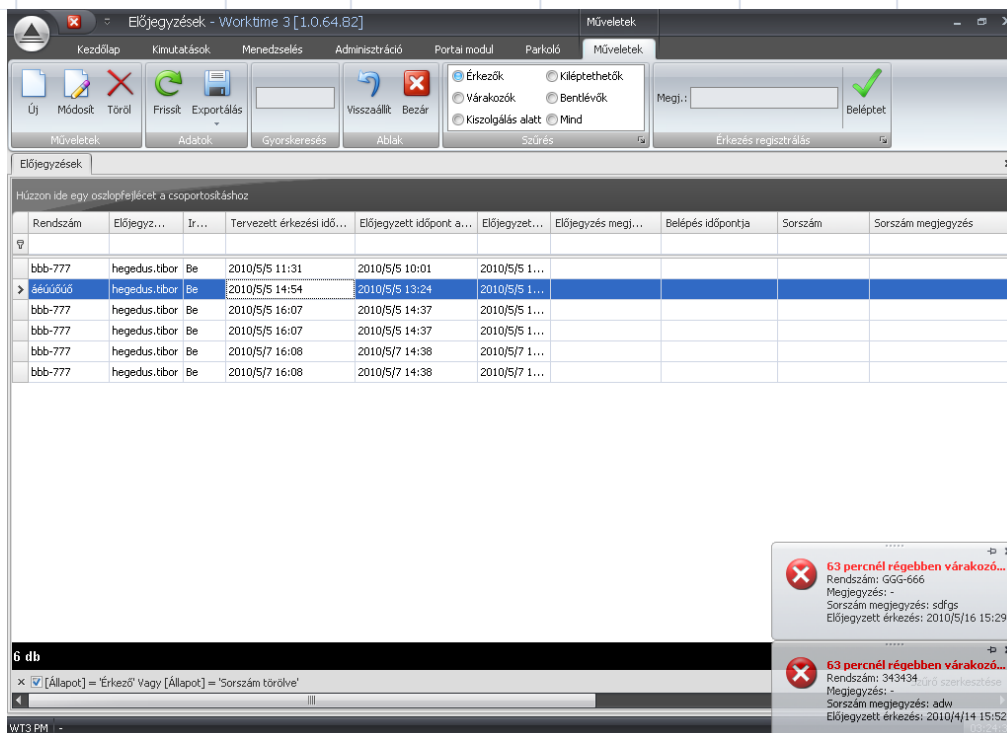 Előjegyzések - Worktime 3 [1.0.64.82]
Műveletek
Kezdőlap Kimutatások Menedzselés Adminisztráció Portai modul Parkoló Műveletek
Érkezők Kiléptethetők
Várakozók Bentlévők
Kiszolgálás alatt Mind
Megj.:
Új Módosít Töröl Frissít Exportálás Visszaállít Bezár Beléptet
Műveletek Adatok Gyorskeresés Ablak Szűrés Érkezés regisztrálás
Előjegyzések
Húzzon ide egy oszlopfejlécet a csoportosításhoz
Rendszám Előjegyz... Ir... Tervezett érkezési idő... Előjegyzett időpont a... Előjegyzet... Előjegyzés megj... Belépés időpontja Sorszám Sorszám megjegyzés
bbb-777 hegedus.tibor Be 2010/5/5 11:31 2010/5/5 10:01 2010/5/5 1...
áéúúőúő hegedus.tibor Be 2010/5/5 14:54 2010/5/5 13:24 2010/5/5 1...
bbb-777 hegedus.tibor Be 2010/5/5 16:07 2010/5/5 14:37 2010/5/5 1...
bbb-777 hegedus.tibor Be 2010/5/5 16:07 2010/5/5 14:37 2010/5/5 1...
bbb-777 hegedus.tibor Be 2010/5/7 16:08 2010/5/7 14:38 2010/5/7 1...
bbb-777 hegedus.tibor Be 2010/5/7 16:08 2010/5/7 14:38 2010/5/7 1...
63 percnél régebben várakozó...
Rendszám: GGG-666
Megjegyzés: -
Sorszám megjegyzés: sdfgs
Előjegyzett érkezés: 2010/5/16 15:29
6 db
63 percnél régebben várakozó...
Rendszám: 343434
Megjegyzés: -
Sorszám megjegyzés: adw
Előjegyzett érkezés: 2010/4/14 15:52
[Állapot] = 'Érkező' Vagy [Állapot] = 'Sorszám törölve'
szűrő szerkesztése
WT3 PM -